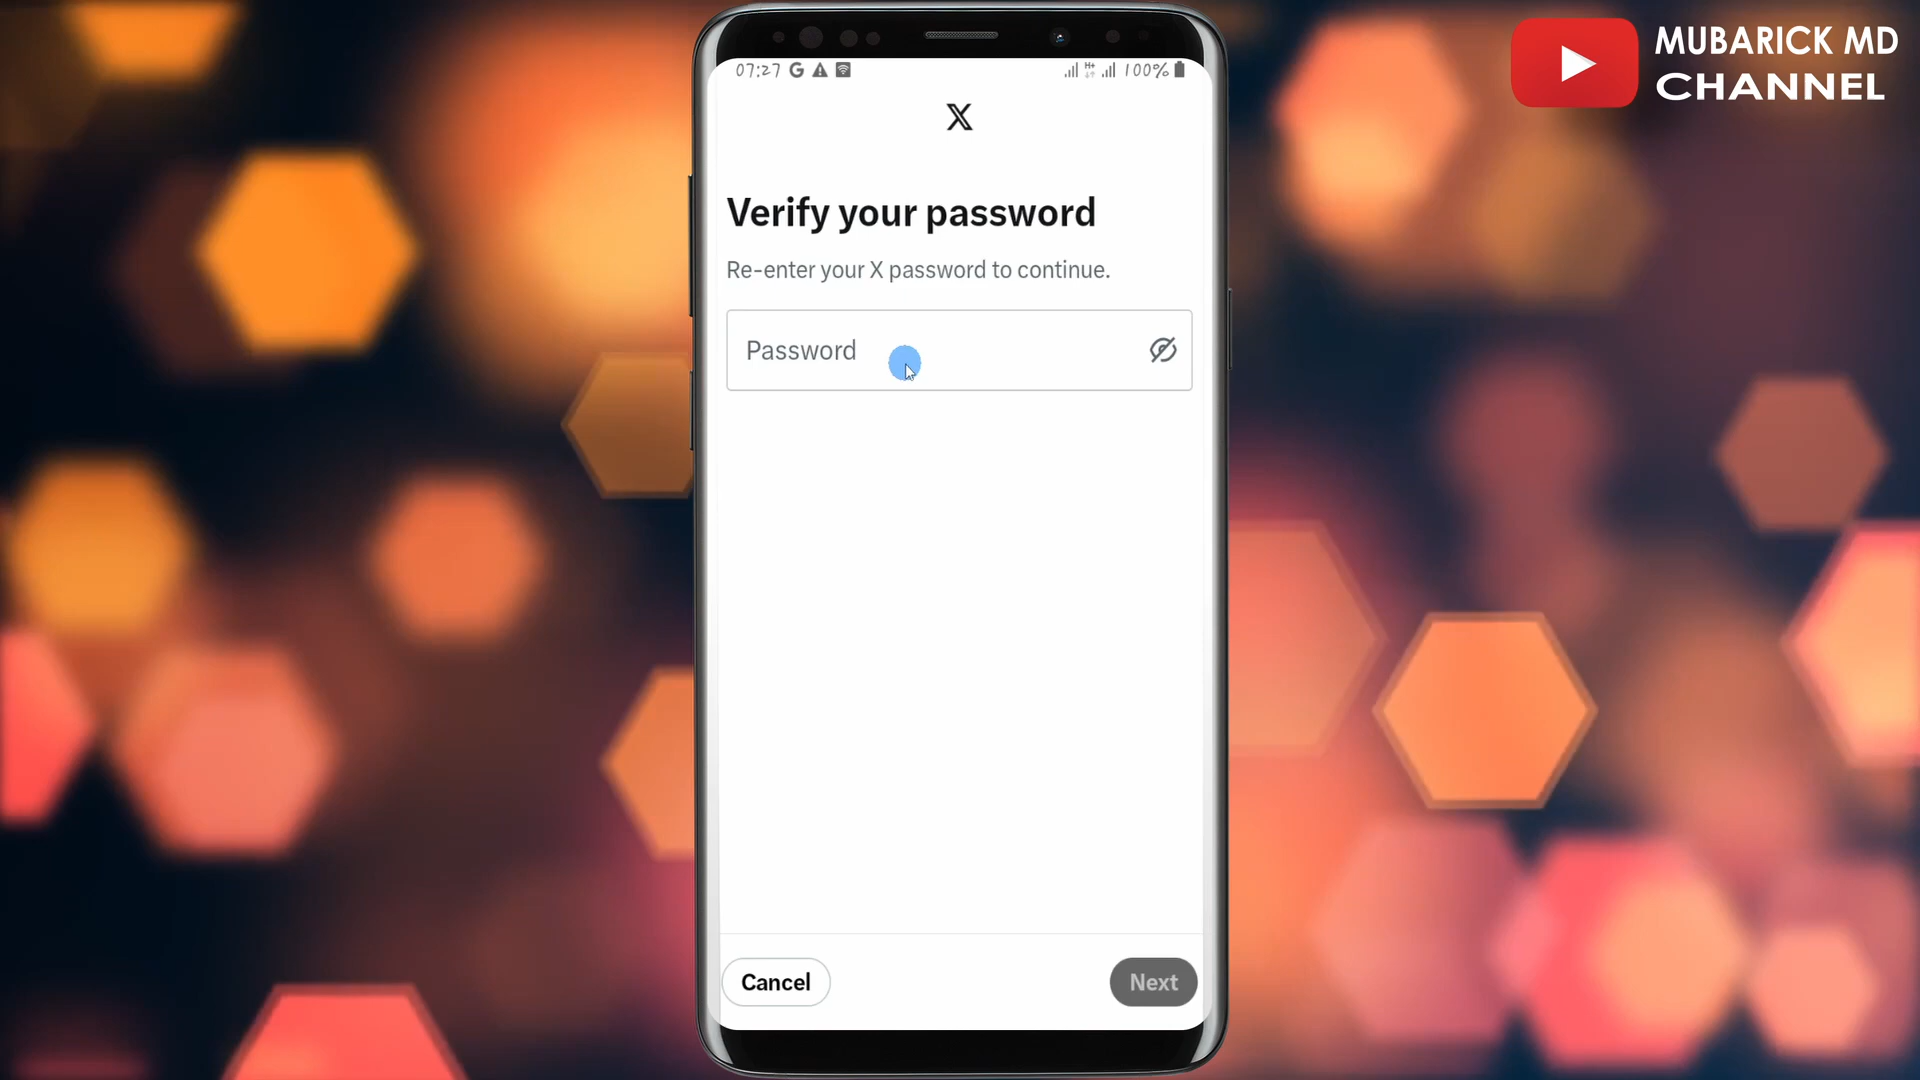 MUBARICK MD
CHANNEL
07:27
100%
X
Verify your password
Re-enter your X password to continue.
Password
Cancel
Next